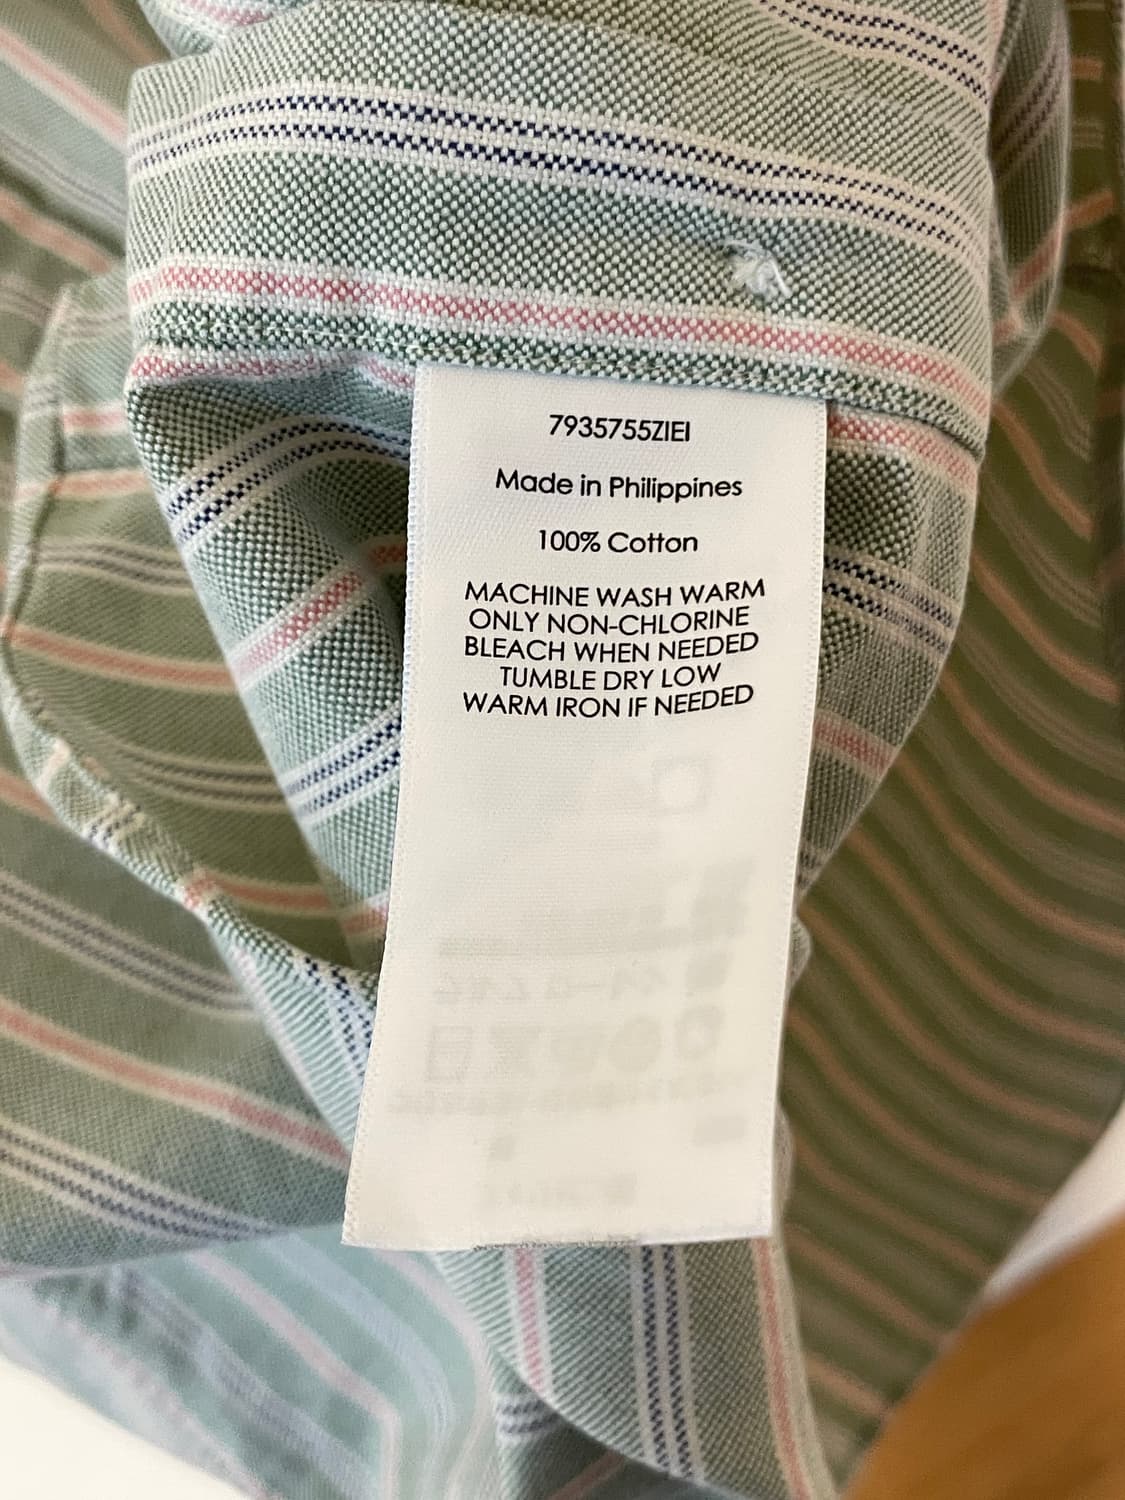 7935755ZIEI
Made in Philippines
100% Cotton
MACHINE WASH WARM
ONLY NON-CHLORINE
BLEACH WHEN NEEDED
TUMBLE DRY LOW
WARM IRON IF NEEDED